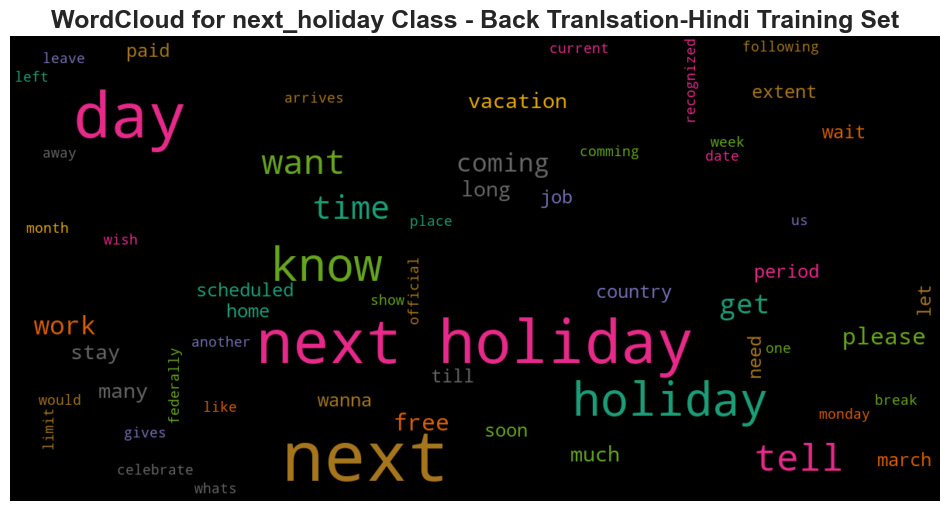 WordCloud for next_holiday Class - Back Tranlsation-Hindi Training Set
current
following
leave
paid
left
recognized
day
arrives
vacation
extent
wait
away
want
coming
comming
week
date
long
job
time
place
us
month
wish
know
official
period
scheduled
home
show
country
get
let
work
next holiday
another
need
one
please
stay
federally
till
many
holiday
would
limit
like
wanna
free
monday
break
gives
soon
next
much
tell
march
celebrate
whats